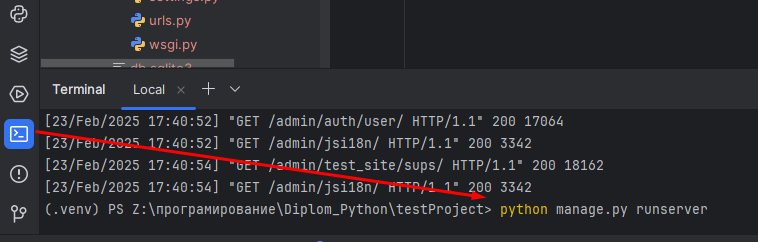 urls.py
wsgi.py
Terminal
Local
[23/Feb/2025 17:40:52] "GET /admin/auth/user/ HTTP/1.1" 200 17064
[23/Feb/2025 17:40:52] "GET /admin/jsi18n/ HTTP/1.1" 200 3342
[23/Feb/2025 17:40:54] "GET /admin/test_site/sups/ HTTP/1.1" 200 18162
[23/Feb/2025 17:40:54] "GET /admin/jsi18n/ HTTP/1.1" 200 3342
(.venv) PS Z:\програмирование\Diplom_Python\testProject> python manage.py runserver